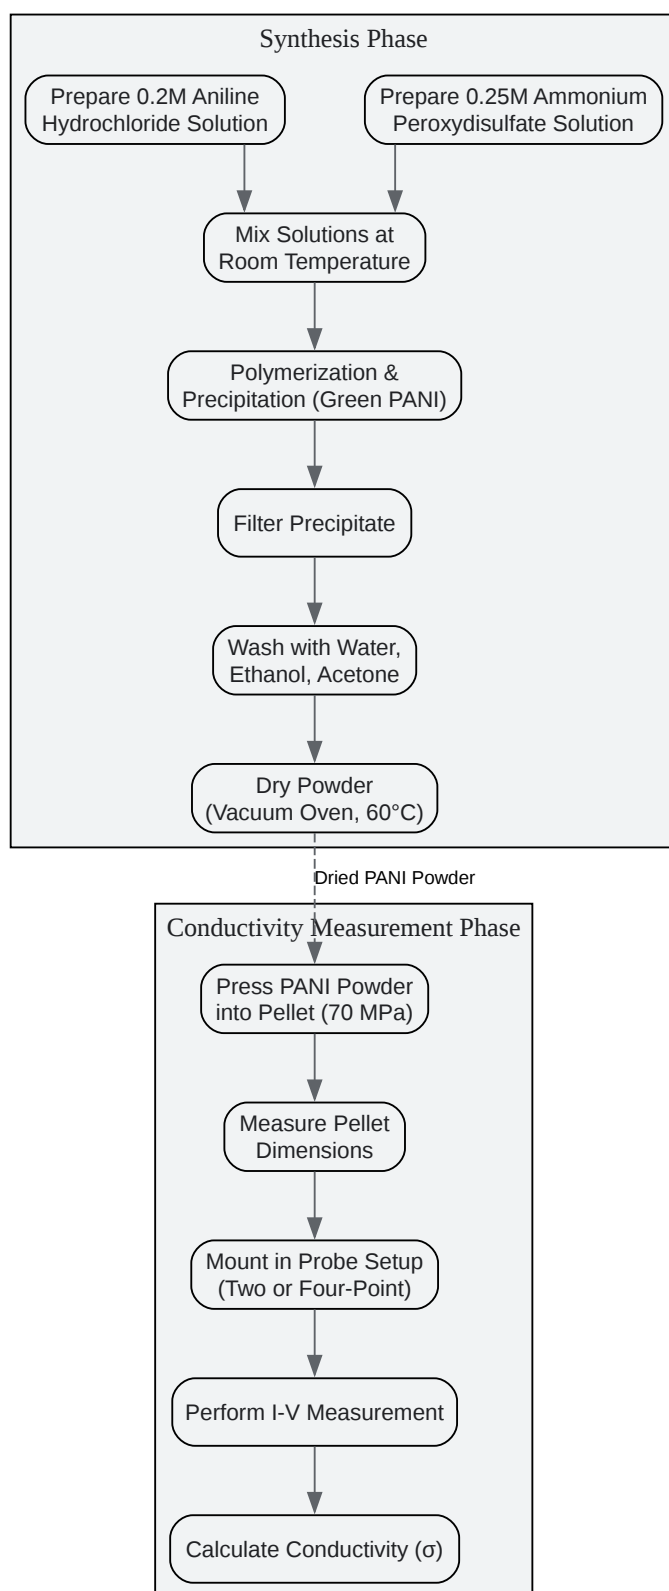 Synthesis Phase
Prepare 0.2M Aniline
Hydrochloride Solution
Prepare 0.25M Ammonium
Peroxydisulfate Solution
Mix Solutions at
Room Temperature
Polymerization &
Precipitation (Green PANI)
Filter Precipitate
Wash with Water,
Ethanol, Acetone
Dry Powder
(Vacuum Oven, 60°C)
Dried PANI Powder
Conductivity Measurement Phase
Press PANI Powder
into Pellet (70 MPa)
Measure Pellet
Dimensions
Mount in Probe Setup
(Two or Four-Point)
Perform I-V Measurement
Calculate Conductivity (σ)